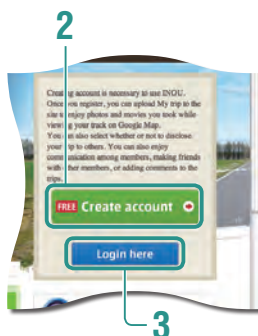 2
Creating account is necessary to use INOU.
Once you register, you can upload My trip to the
site to enjoy photos and movies you took while
viewing your track on Google Map.
You can also select whether or not to disclose
your trip to others. You can also enjoy
communication among members, making friends
with other members, or adding comments to the
trips.
FREE Create account
Login here
3